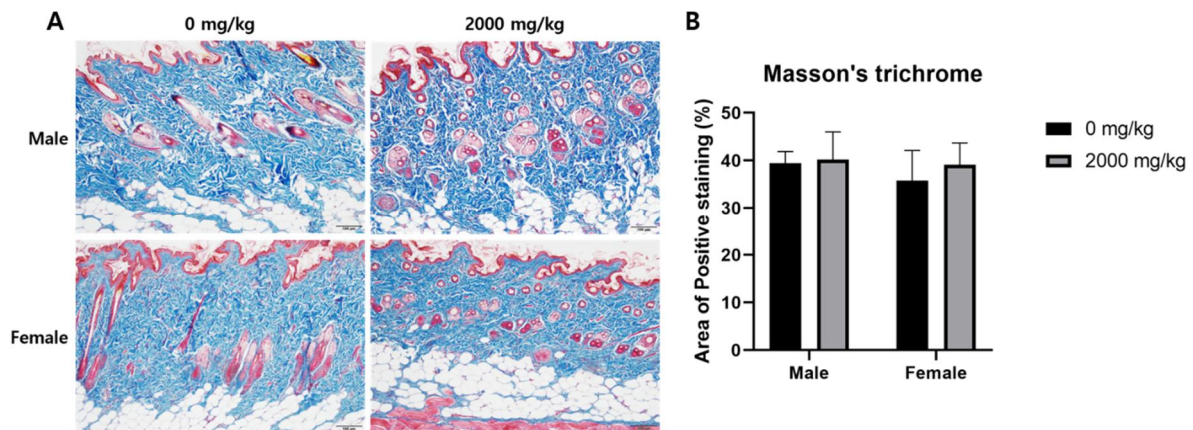 A
0 mg/kg
2000 mg/kg
Male
Female
B
Masson's trichrome
Area of Positive staining (%)
50
40
30
20
10
0
Male
Female
0 mg/kg
2000 mg/kg